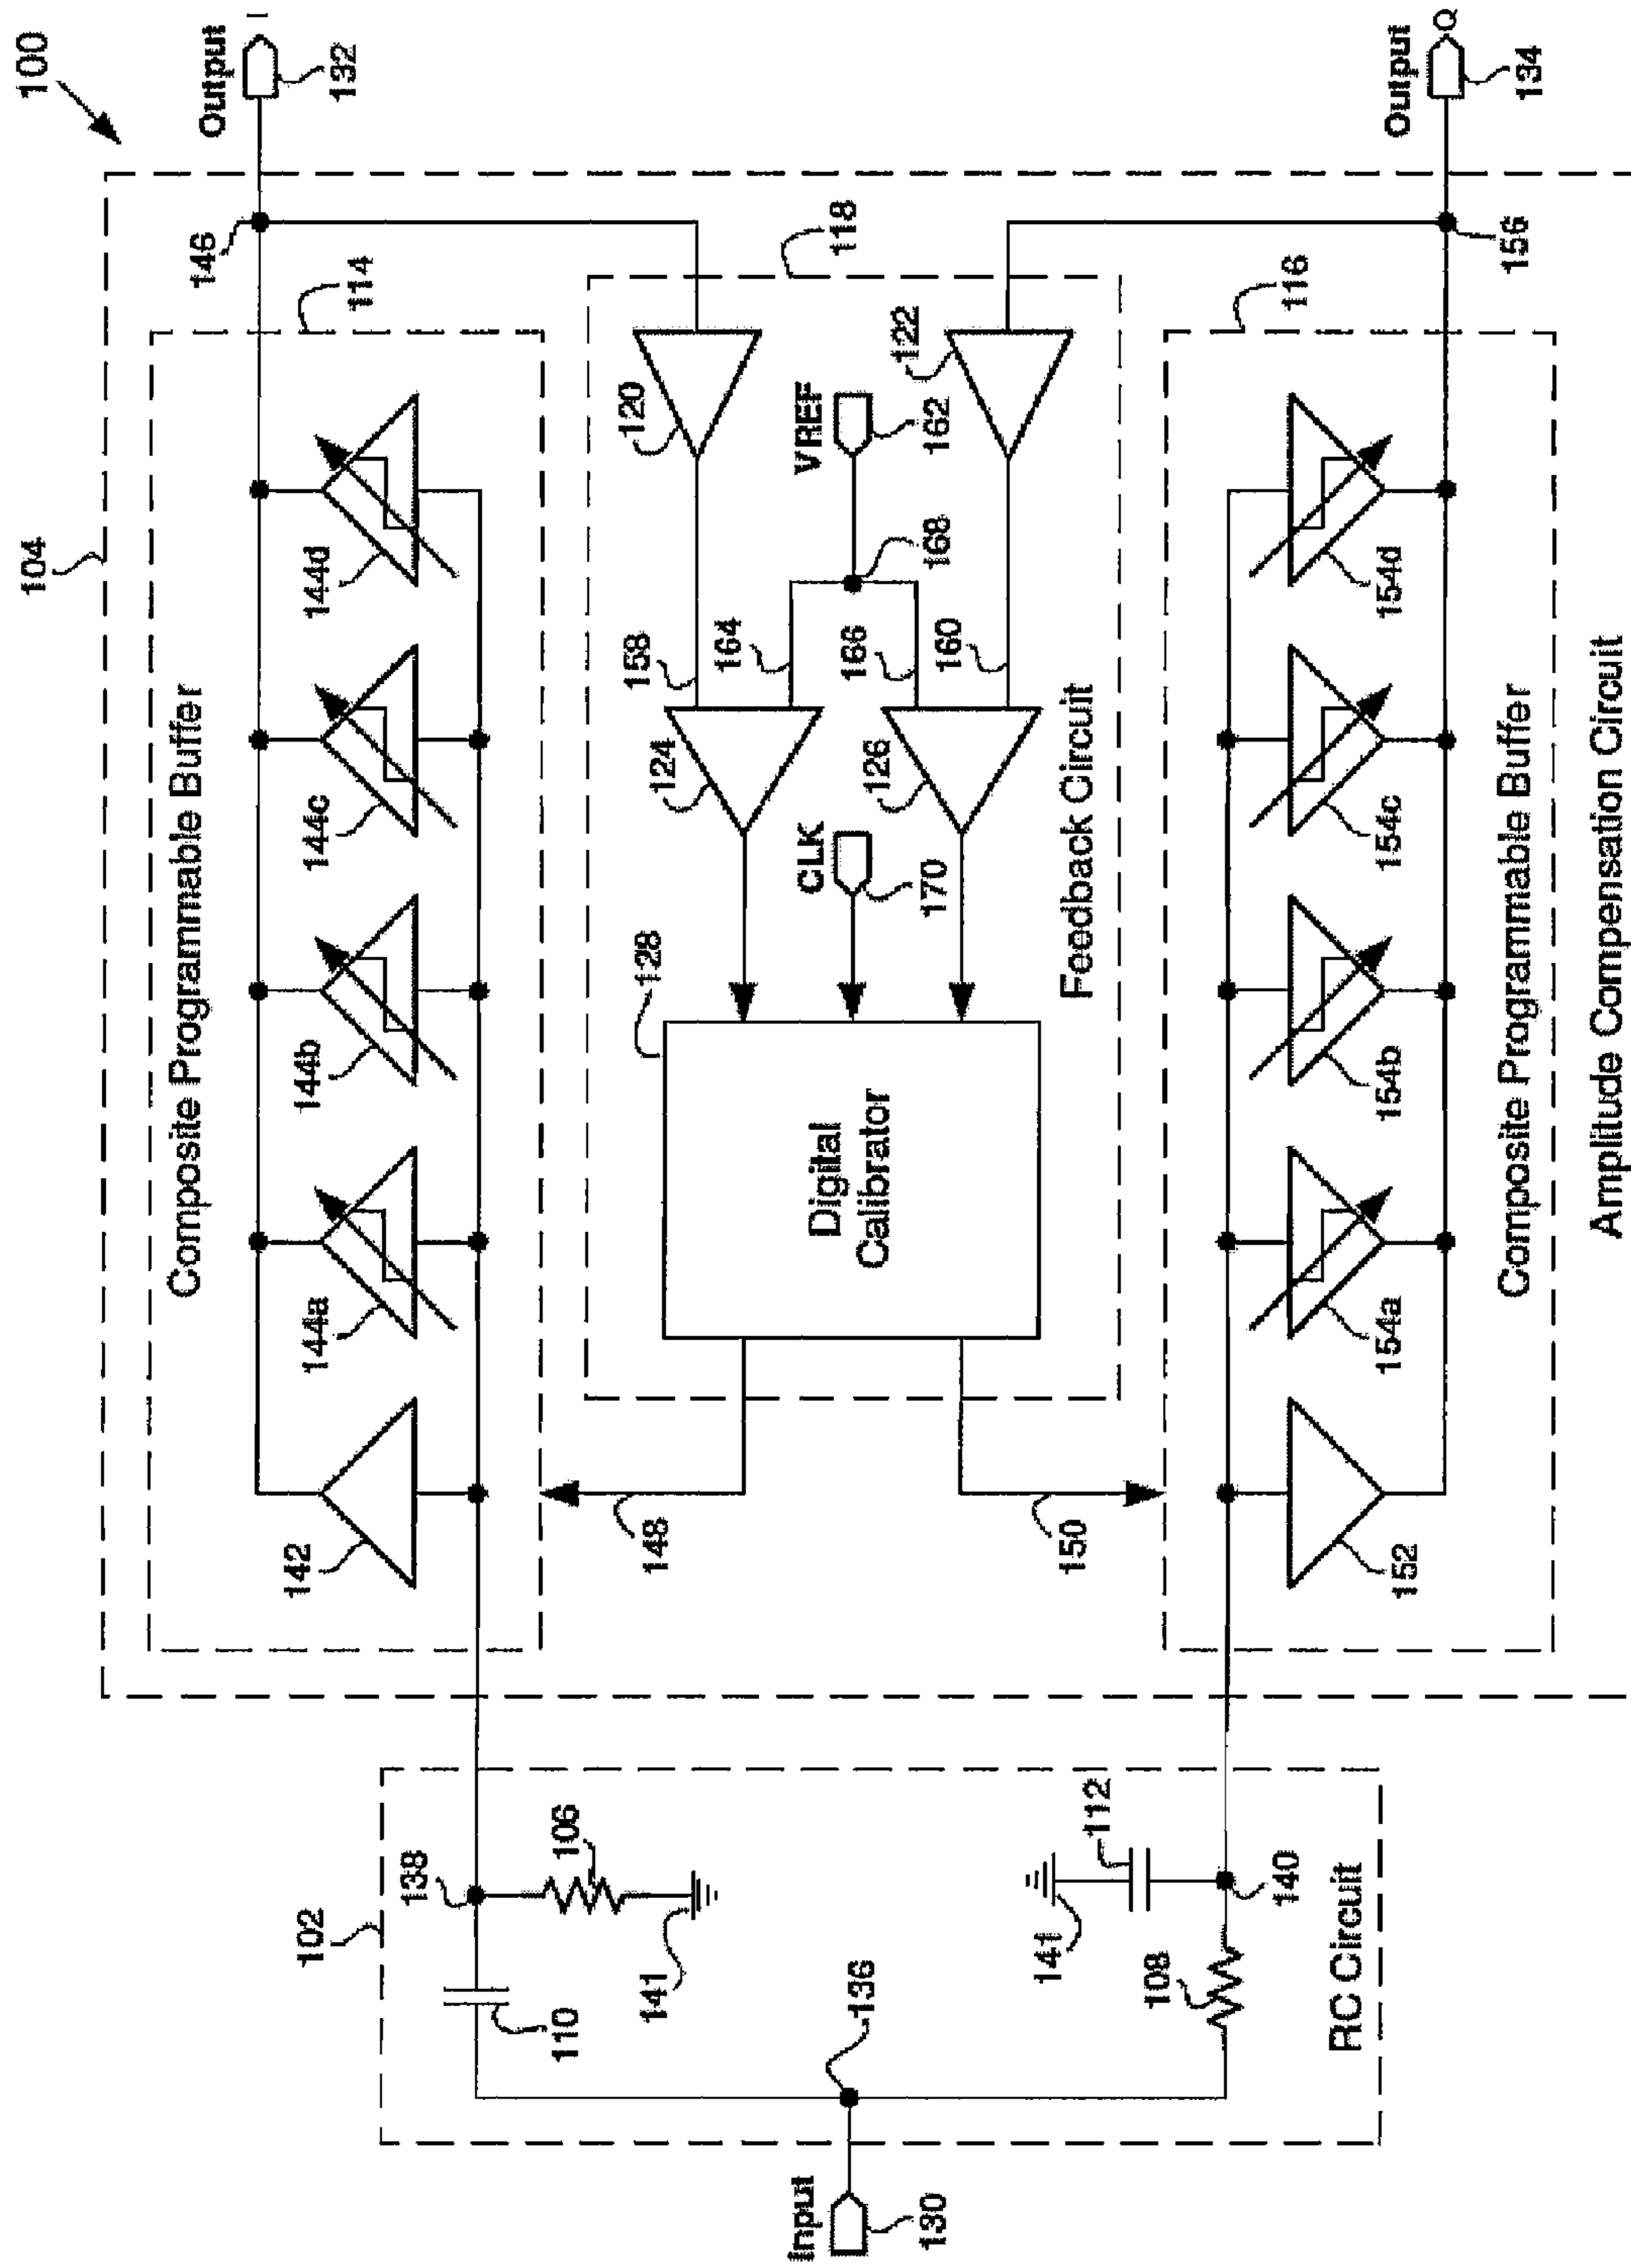 100
104
Output I
132
146
114
Composite Programmable Buffer
142
144a
144b
144c
144d
148
118
120
122
158
164
VREF
162
168
166
160
124
126
128
CLK
170
Digital
Calibrator
Feedback Circuit
150
116
152
154a
154b
154c
154d
Composite Programmable Buffer
Amplitude Compensation Circuit
Output Q
134
156
102
138
106
110
141
136
Input
130
141
112
108
140
RC Circuit